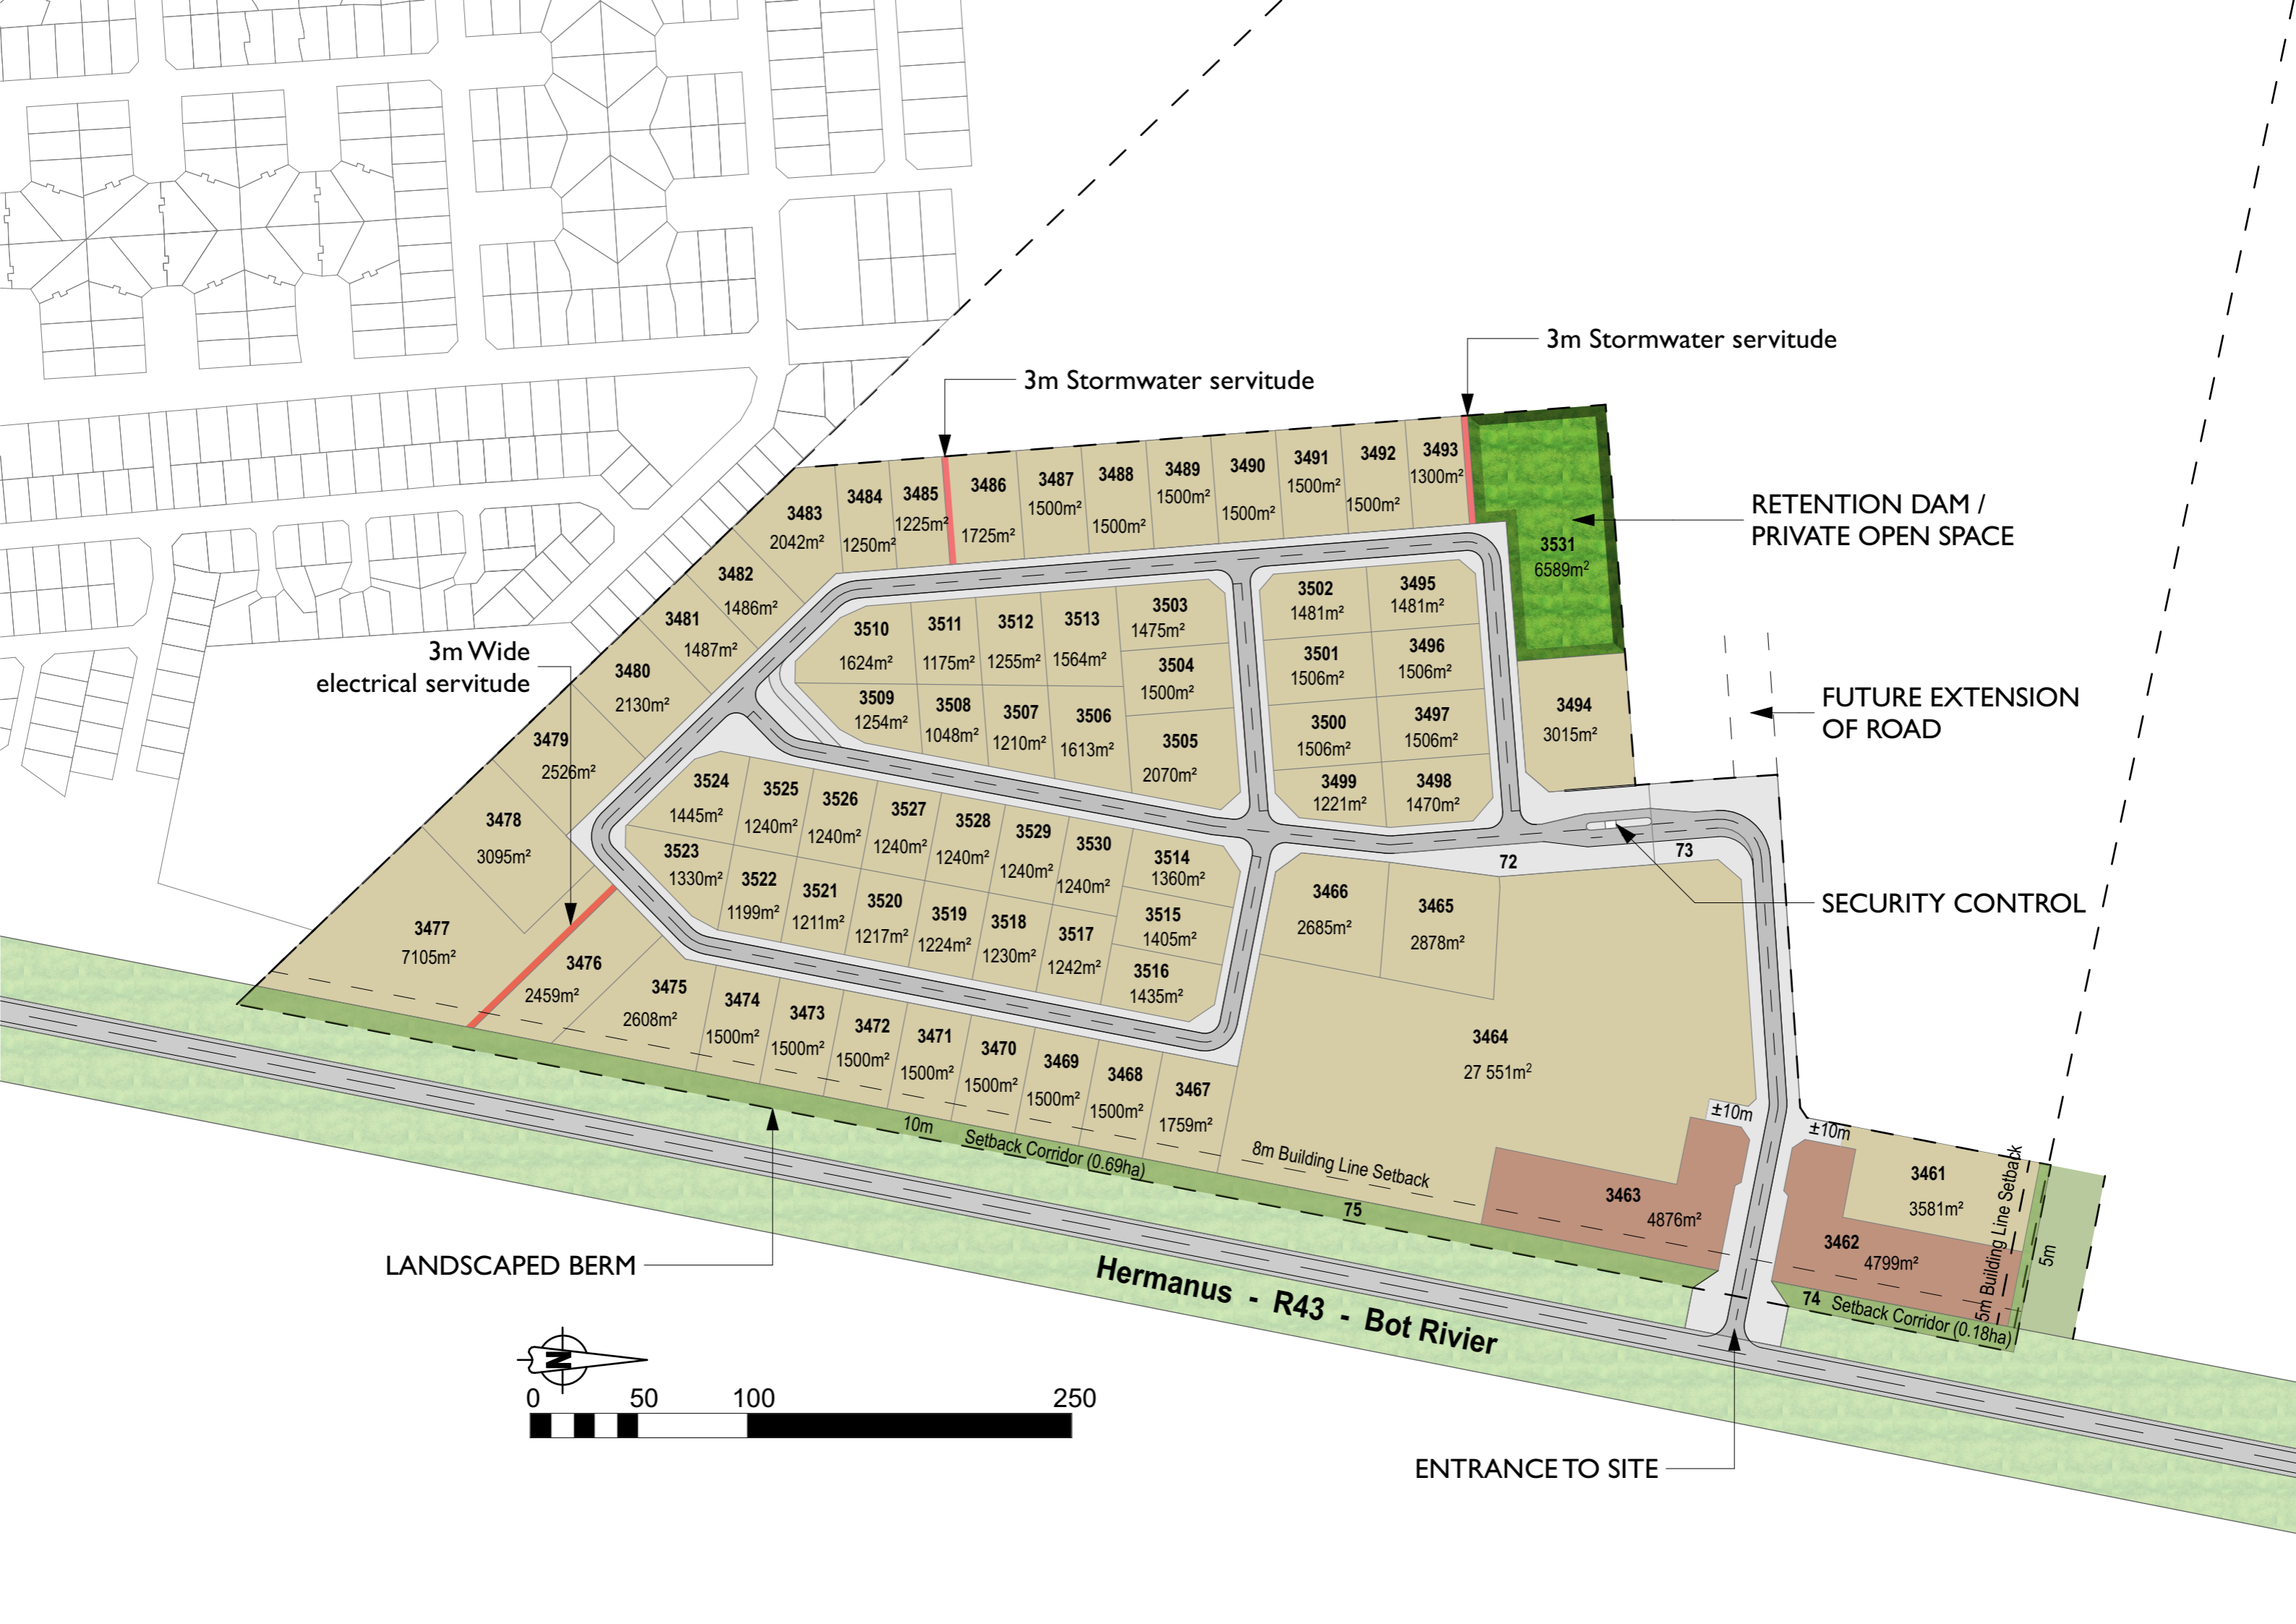 3m Stormwater servitude
3m Stormwater servitude
3493
1300m²
3492
1500m²
3491
1500m²
3490
1500m²
3489
1500m²
3488
1500m²
3487
1500m²
3486
1725m²
3485
1225m²
3484
1250m²
3483
2042m²
RETENTION DAM /
PRIVATE OPEN SPACE
3531
6589m²
3482
1486m²
3481
1487m²
3m Wide
electrical servitude
3480
2130m²
3479
2526m²
3478
3095m²
3477
7105m²
3510
1624m²
3511
1175m²
3512
1255m²
3513
1564m²
3503
1475m²
3504
1500m²
3509
1254m²
3508
1048m²
3507
1210m²
3506
1613m²
3505
2070m²
3502
1481m²
3495
1481m²
3501
1506m²
3496
1506m²
3500
1506m²
3497
1506m²
3499
1221m²
3498
1470m²
3494
3015m²
FUTURE EXTENSION
OF ROAD
3524
1445m²
3525
1240m²
3526
1240m²
3527
1240m²
3528
1240m²
3529
1240m²
3530
1240m²
3514
1360m²
3523
1330m²
3522
1199m²
3521
1211m²
3520
1217m²
3519
1224m²
3518
1230m²
3517
1242m²
3515
1405m²
3516
1435m²
72
73
SECURITY CONTROL
3466
2685m²
3465
2878m²
3464
27 551m²
3476
2459m²
3475
2608m²
3474
1500m²
3473
1500m²
3472
1500m²
3471
1500m²
3470
1500m²
3469
1500m²
3468
1500m²
3467
1759m²
±10m
±10m
3461
3581m²
3463
4876m²
3462
4799m²
5m Building Line Setback
5m
10m
Setback Corridor (0.69ha)
8m Building Line Setback
75
74
Setback Corridor (0.18ha)
LANDSCAPED BERM
Hermanus - R43 - Bot Rivier
N
0 50 100 250
ENTRANCE TO SITE